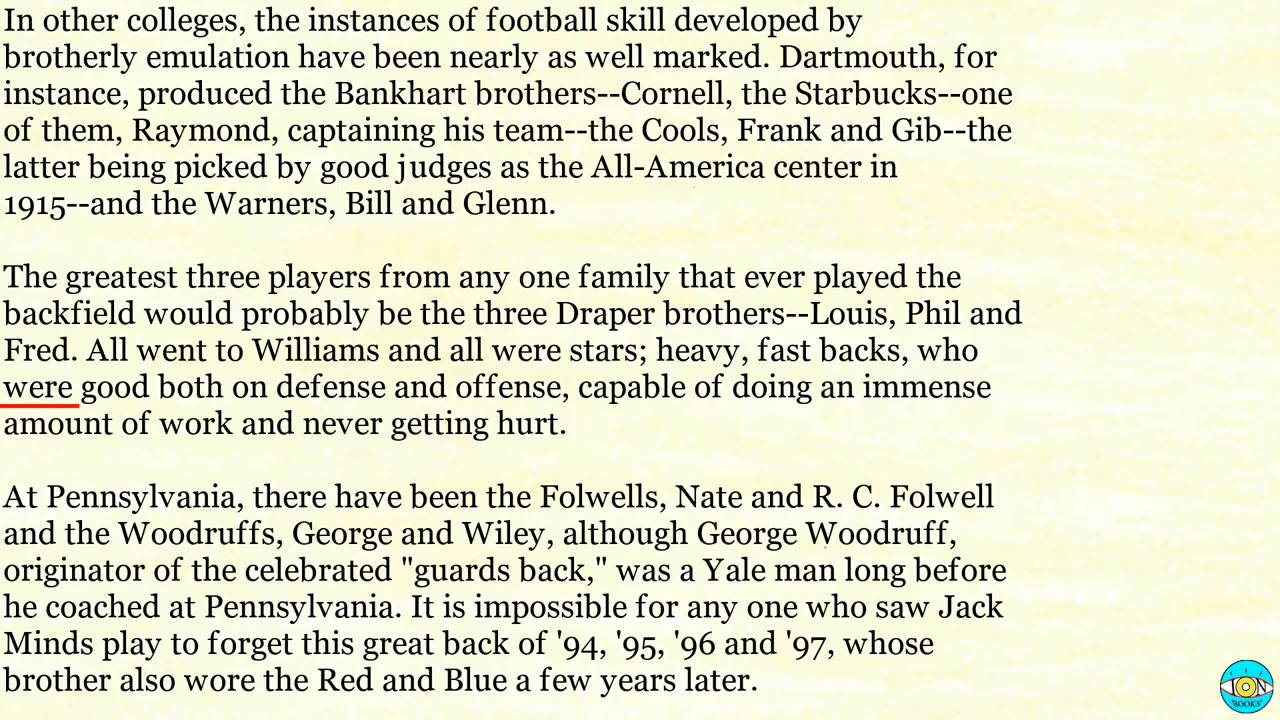 In other colleges, the instances of football skill developed by
brotherly emulation have been nearly as well marked. Dartmouth, for
instance, produced the Bankhart brothers--Cornell, the Starbucks--one
of them, Raymond, captaining his team--the Cools, Frank and Gib--the
latter being picked by good judges as the All-America center in
1915--and the Warners, Bill and Glenn.
The greatest three players from any one family that ever played the
backfield would probably be the three Draper brothers--Louis, Phil and
Fred. All went to Williams and all were stars; heavy, fast backs, who
were good both on defense and offense, capable of doing an immense
amount of work and never getting hurt.
At Pennsylvania, there have been the Folwells, Nate and R. C. Folwell
and the Woodruffs, George and Wiley, although George Woodruff,
originator of the celebrated "guards back," was a Yale man long before
he coached at Pennsylvania. It is impossible for any one who saw Jack
Minds play to forget this great back of '94, '95, '96 and '97, whose
brother also wore the Red and Blue a few years later.
ION
BOOKS